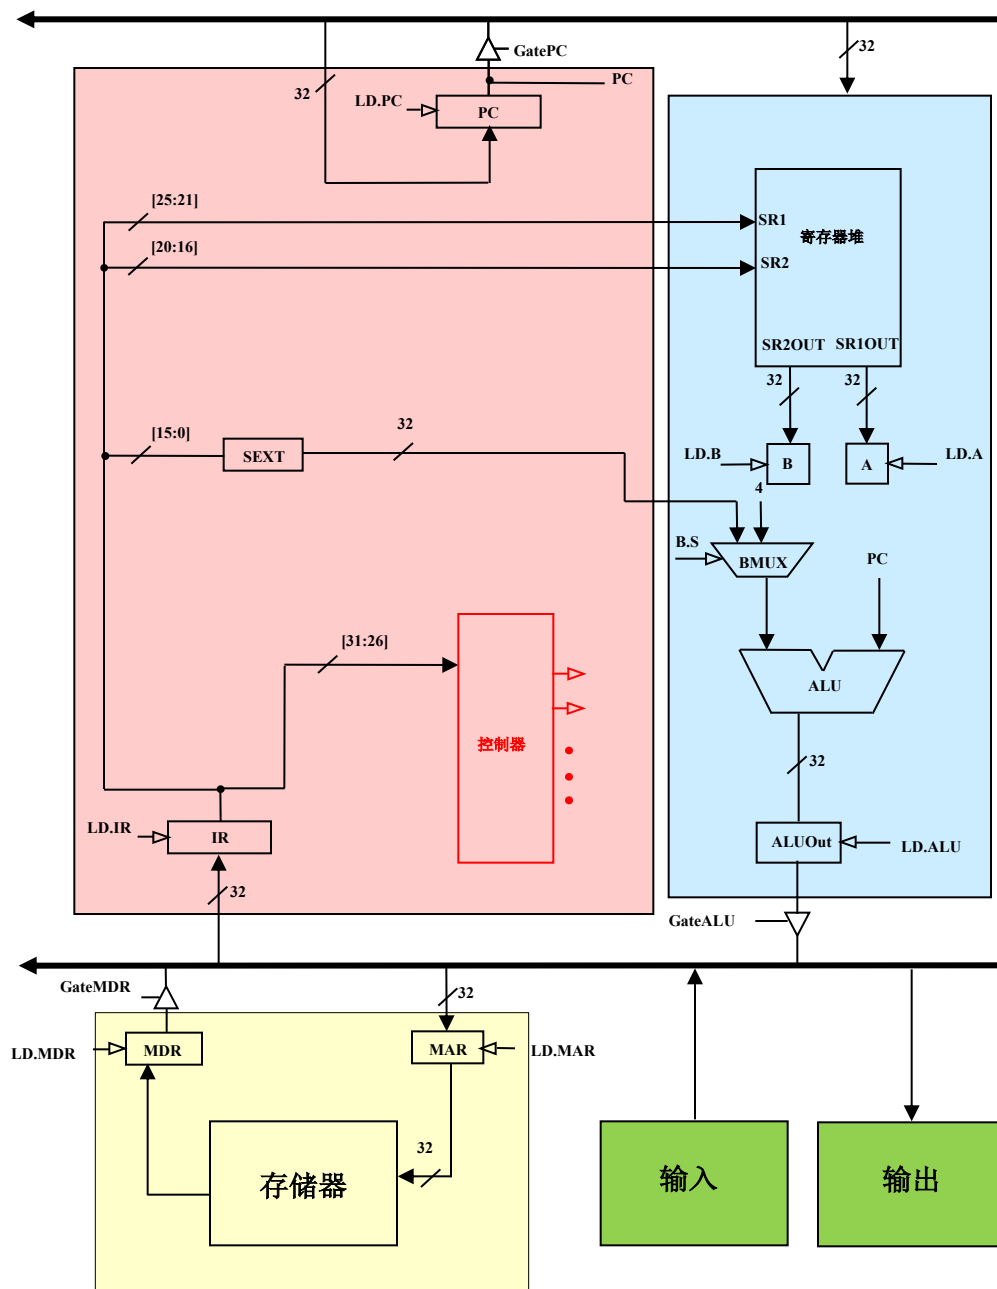 32
GatePC
PC
32
LD.PC
PC
[25:21]
SR1
寄存器堆
[20:16]
SR2
SR2OUT SR1OUT
32
32
[15:0]
32
SEXT
LD.B
B
A
LD.A
4
B.S
BMUX
PC
[31:26]
ALU
控制器
32
LD.IR
IR
ALUOut
LD.ALU
32
GateALU
GateMDR
32
LD.MDR
MDR
MAR
LD.MAR
32
存储器
输入
输出